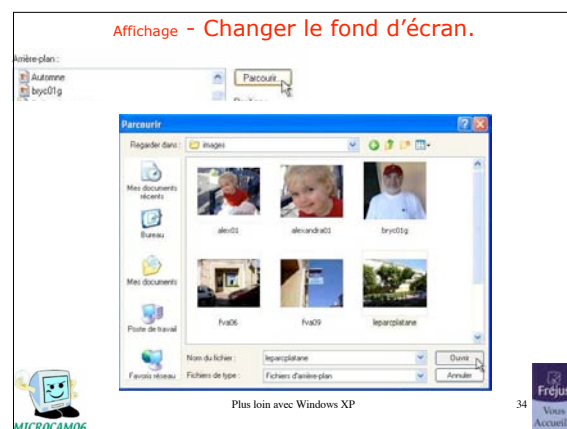 Affichage - Changer le fond d'écran.
Arrière-plan :
Automne
bryc01g
Parcourir...
Parcourir
Regarder dans :
images
Mes documents
récents
Bureau
Mes documents
Poste de travail
Favoris réseau
alex01
alexandra01
bryc01g
fva06
fva09
leparcplatane
Nom du fichier :
leparcplatane
Ouvrir
Fichiers de type :
Fichiers d'arrière-plan
Annuler
MICROCAM06
Plus loin avec Windows XP
34
Fréjus
Vous
Accueille